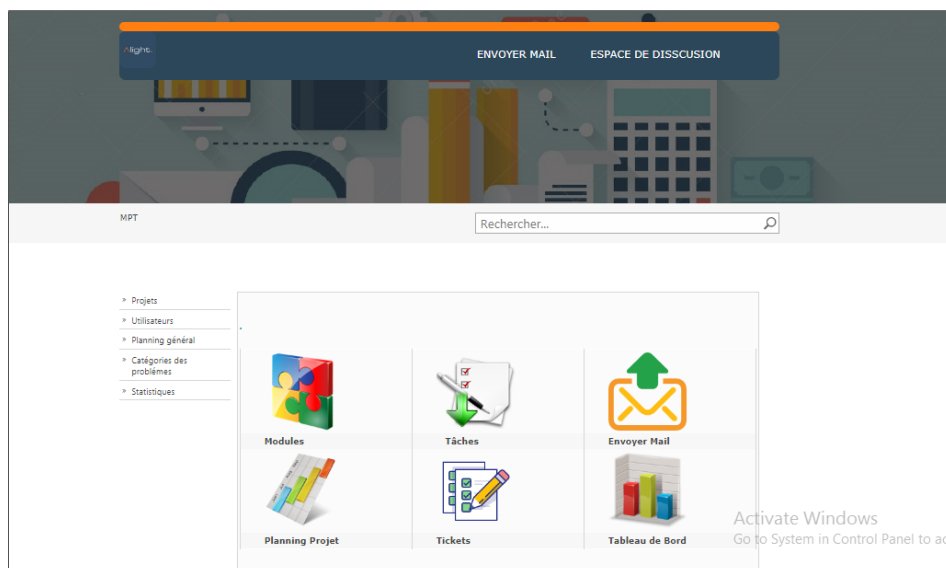 Alight.
ENVOYER MAIL
ESPACE DE DISSCUSION
MPT
Rechercher...
» Projets
» Utilisateurs
» Planning général
» Catégories des
problémes
» Statistiques
Modules
Tâches
Envoyer Mail
Planning Projet
Tickets
Tableau de Bord
Activate Windows
Go to System in Control Panel to ac